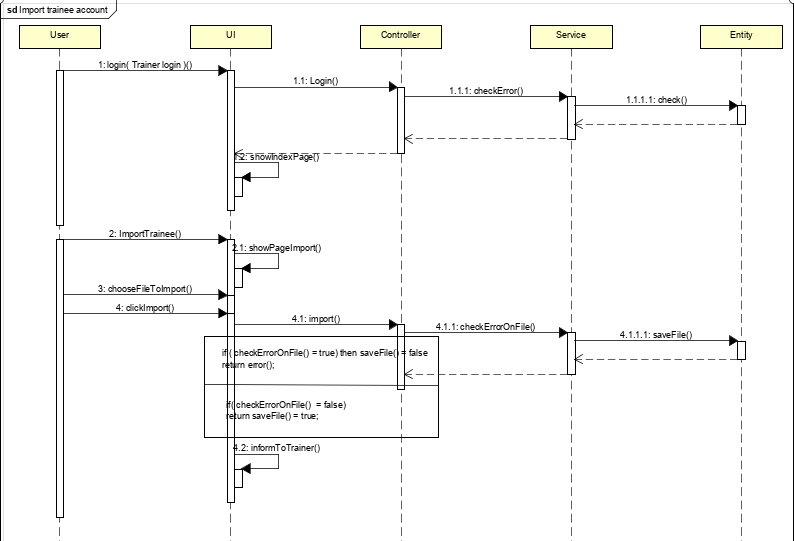 sd Import trainee account
User
UI
Controller
Service
Entity
1: login( Trainer login )()
1.1: Login()
1.1.1: checkError()
1.1.1.1: check()
1.2: showIndexPage()
2: ImportTrainee()
2.1: showPageImport()
3: chooseFileToImport()
4: clickImport()
4.1: import()
4.1.1: checkErrorOnFile()
4.1.1.1: saveFile()
if ( checkErrorOnFile() = true) then saveFile() = false
return error();
if( checkErrorOnFile() = false)
return saveFile() = true;
4.2: informToTrainer()